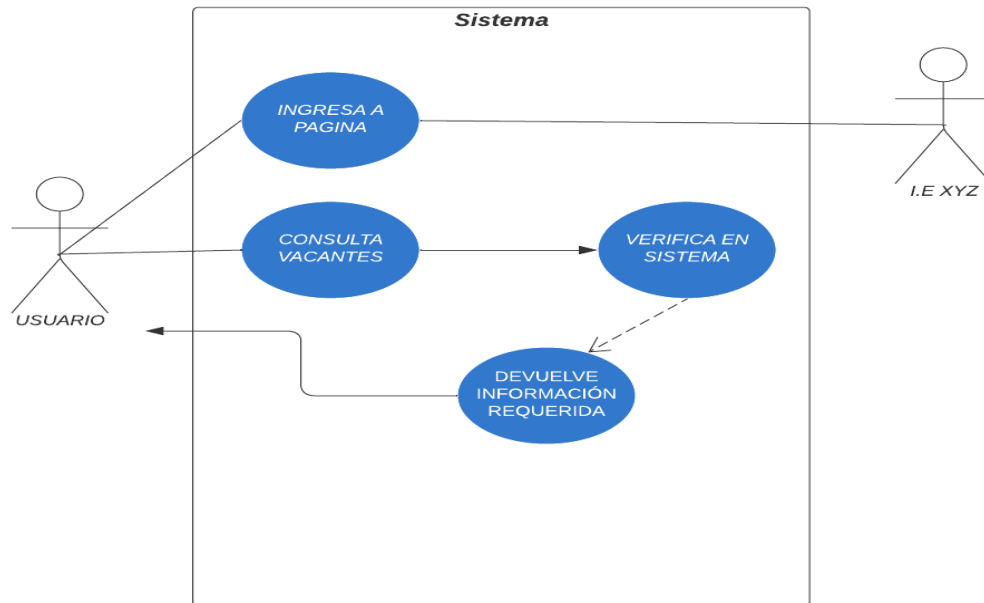 Sistema
INGRESA A
PAGINA
I.E XYZ
CONSULTA
VACANTES
VERIFICA EN
SISTEMA
USUARIO
DEVUELVE
INFORMACIÓN
REQUERIDA